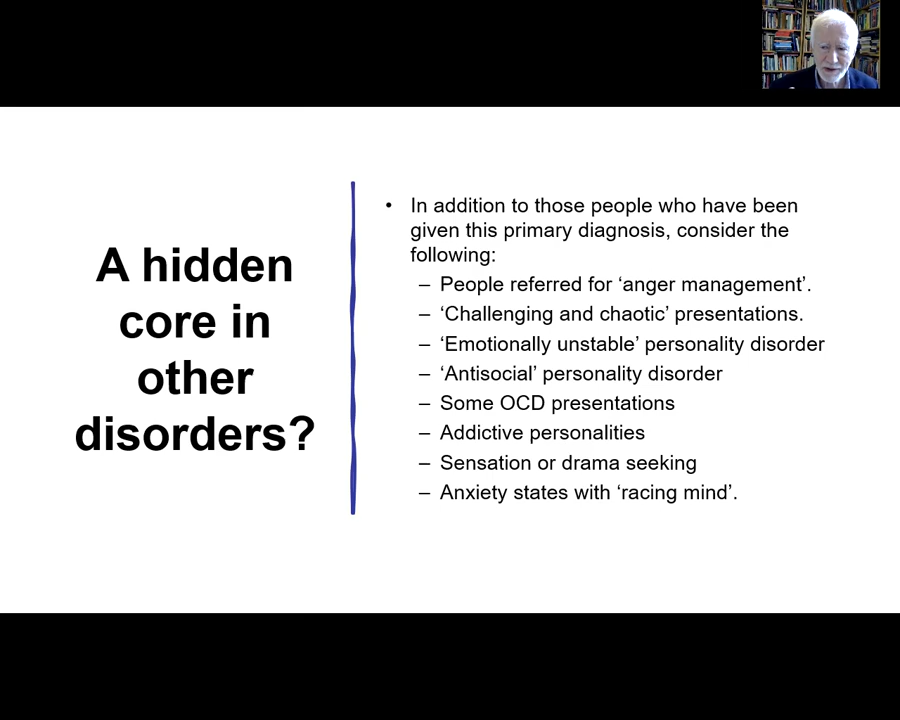 A hidden
core in
other
disorders?
• In addition to those people who have been
given this primary diagnosis, consider the
following:
– People referred for ‘anger management’.
– ‘Challenging and chaotic’ presentations.
– ‘Emotionally unstable’ personality disorder
– ‘Antisocial’ personality disorder
– Some OCD presentations
– Addictive personalities
– Sensation or drama seeking
– Anxiety states with ‘racing mind’.